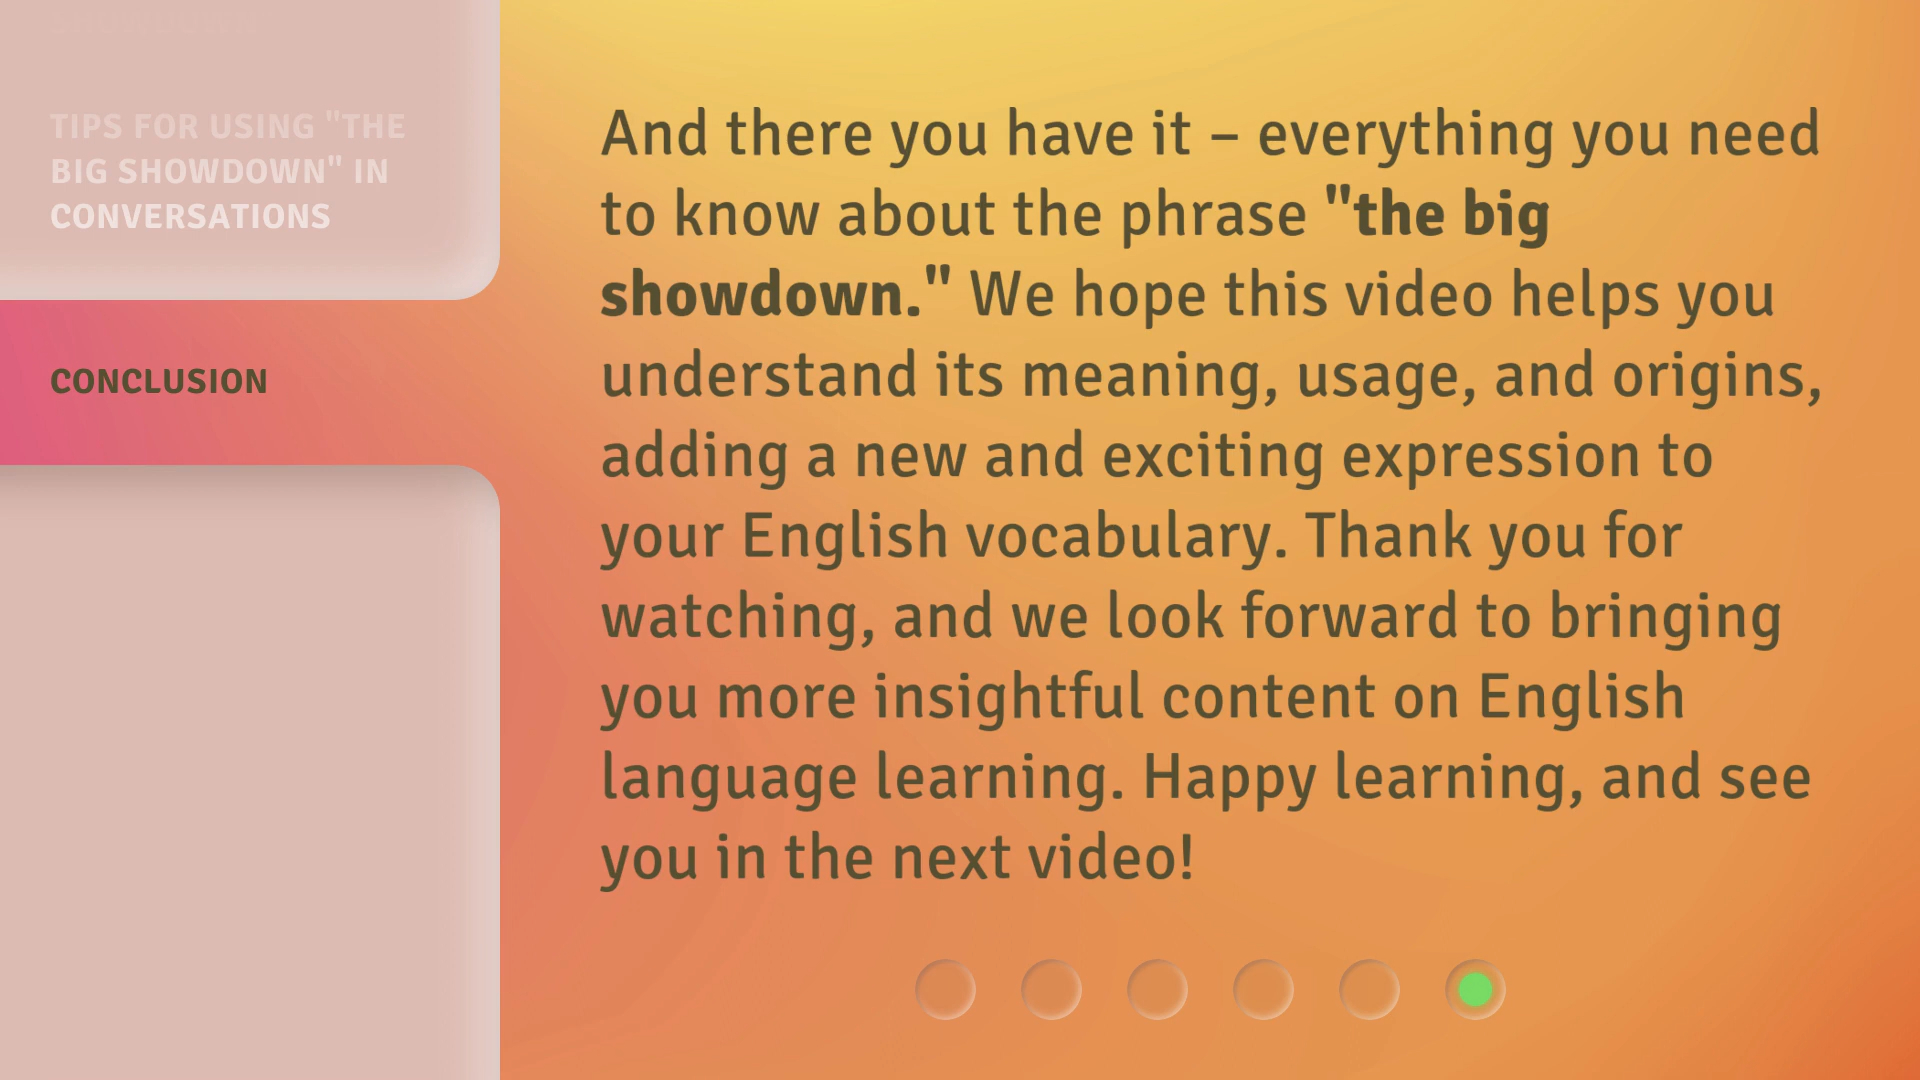 TIPS FOR USING "THE
BIG SHOWDOWN" IN
CONVERSATIONS
CONCLUSION
And there you have it – everything you need
to know about the phrase "the big
showdown." We hope this video helps you
understand its meaning, usage, and origins,
adding a new and exciting expression to
your English vocabulary. Thank you for
watching, and we look forward to bringing
you more insightful content on English
language learning. Happy learning, and see
you in the next video!